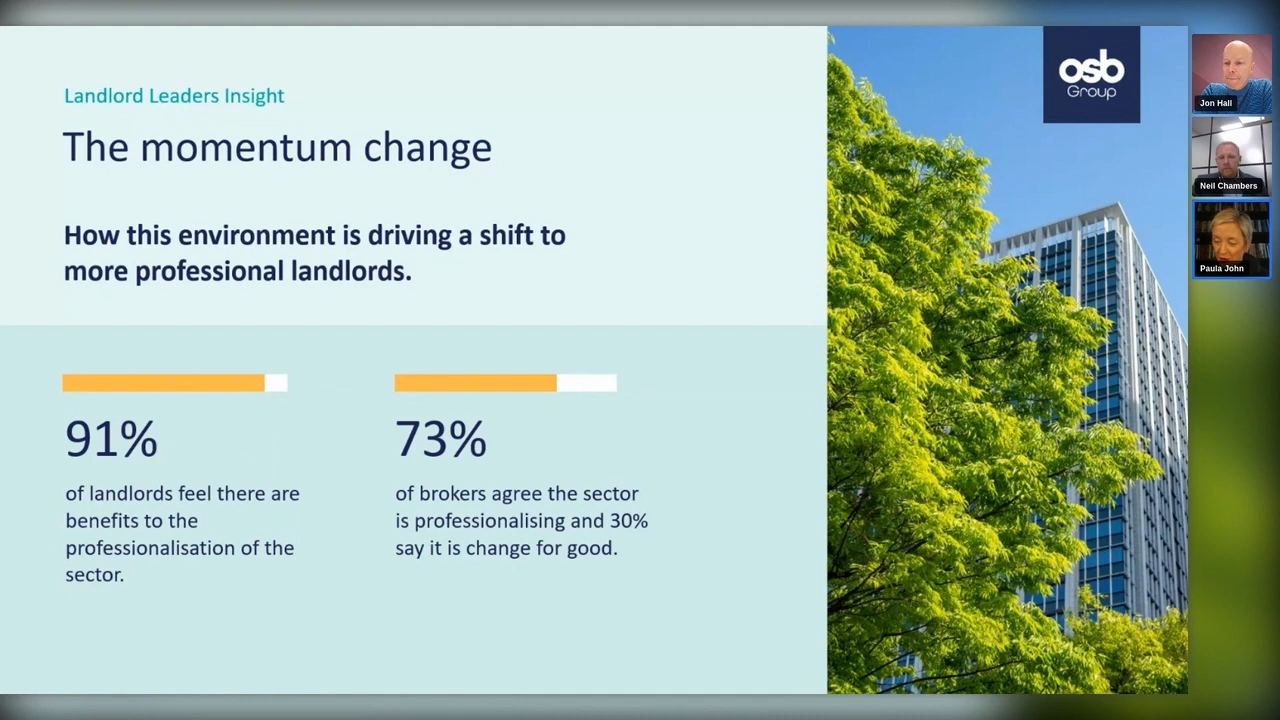 Landlord Leaders Insight
The momentum change
How this environment is driving a shift to
more professional landlords.
91%
of landlords feel there are
benefits to the
professionalisation of the
sector.
73%
of brokers agree the sector
is professionalising and 30%
say it is change for good.
osb
Group
Jon Hall
Neil Chambers
Paula John